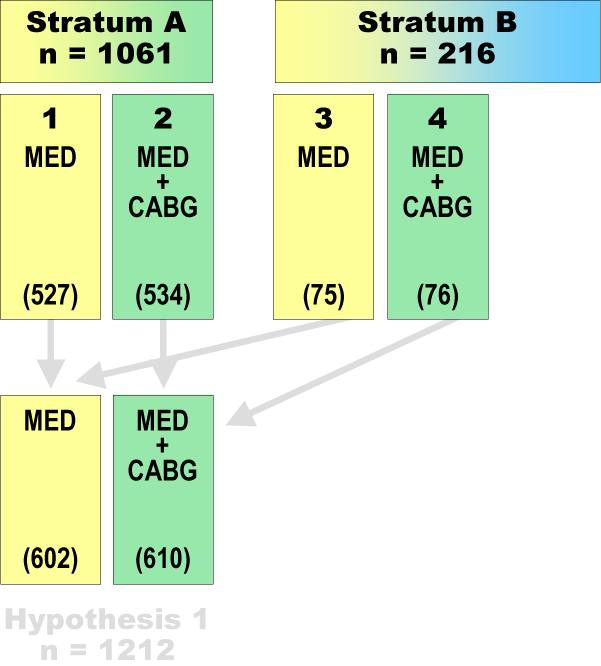 Stratum A
n = 1061
Stratum B
n = 216
1
MED
(527)
2
MED
+
CABG
(534)
3
MED
(75)
4
MED
+
CABG
(76)
MED
(602)
MED
+
CABG
(610)
Hypothesis 1
n = 1212